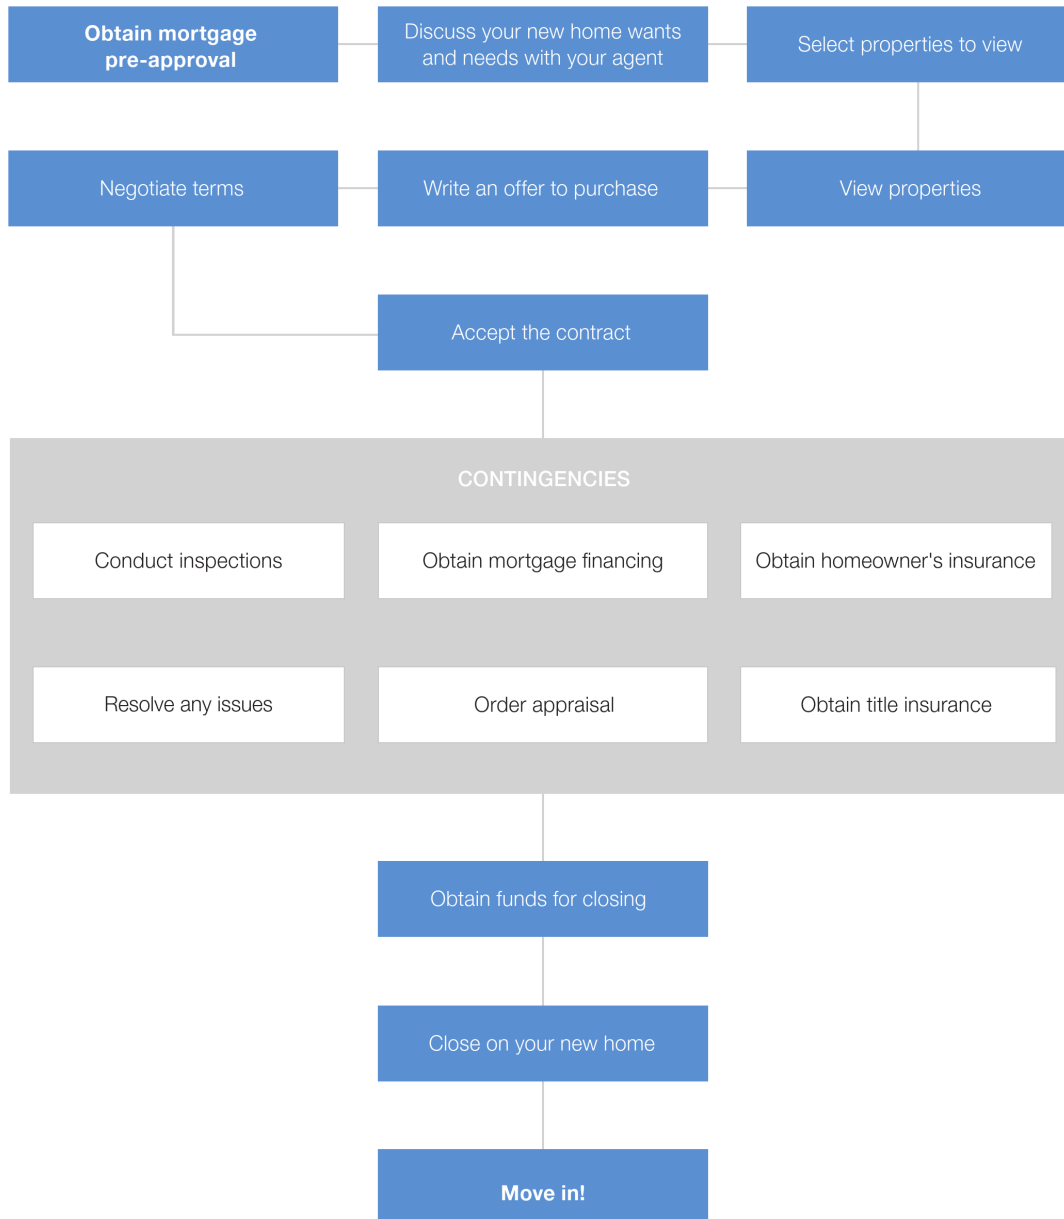 Obtain mortgage
pre-approval
Discuss your new home wants
and needs with your agent
Select properties to view
Negotiate terms
Write an offer to purchase
View properties
Accept the contract
CONTINGENCIES
Conduct inspections
Obtain mortgage financing
Obtain homeowner's insurance
Resolve any issues
Order appraisal
Obtain title insurance
Obtain funds for closing
Close on your new home
Move in!